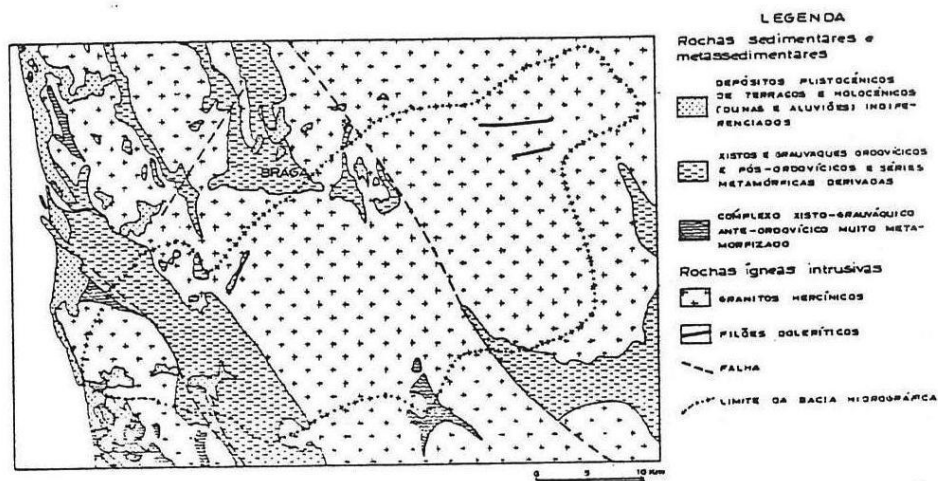 LEGENDA
Rochas sedimentares e
metassedimentares
DEPÓSITOS PLISTOCÉNICOS
DE TERRAÇOS E HOLOCÉNICOS
(DUNAS E ALUVIÕES) INDIFE-
RENCIADOS
XISTOS E GRAUVAQUES ORDOVÍCICOS
E PÓS-ORDOVÍCICOS E SÉRIES
METAMÓRFICAS DERIVADAS
COMPLEXO XISTO-GRAUVÁQUICO
ANTE-ORDOVÍCICO MUITO META-
MORFIZADO
Rochas ígneas intrusivas
GRANITOS HERCÍNICOS
FILÕES DOLERÍTICOS
FALHA
LIMITE DA BACIA HIDROGRÁFICA
BRAGA
0 5 10 Km